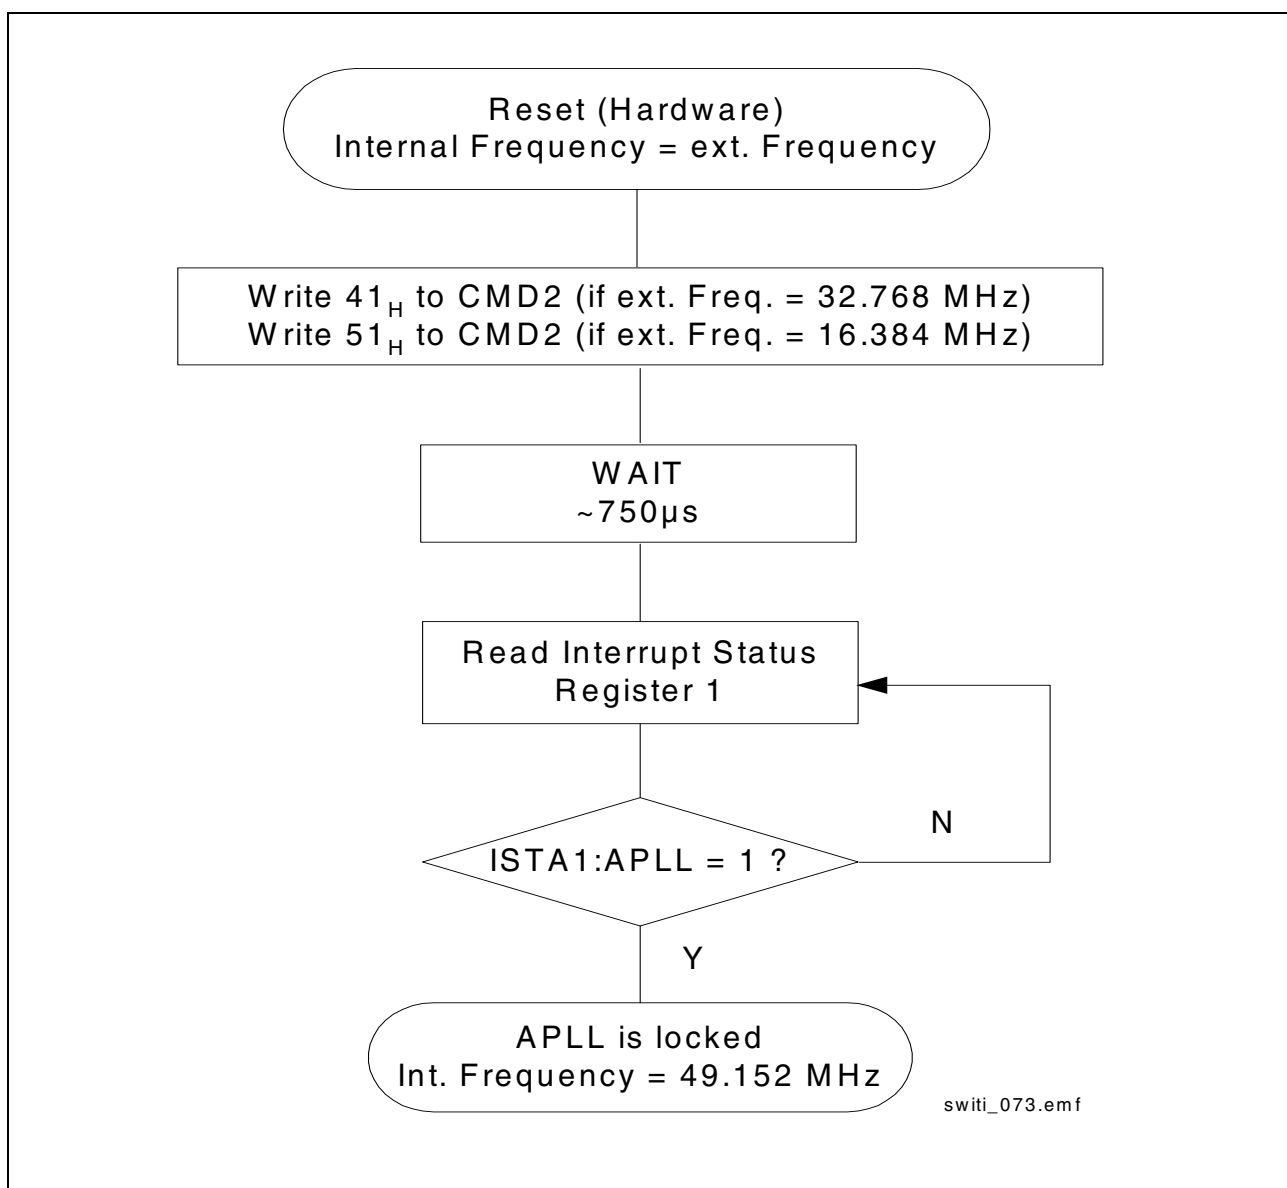 Reset (Hardware)
Internal Frequency = ext. Frequency
Write 41H to CMD2 (if ext. Freq. = 32.768 MHz)
Write 51H to CMD2 (if ext. Freq. = 16.384 MHz)
WAIT
~750µs
Read Interrupt Status
Register 1
N
ISTA1:APLL = 1 ?
Y
APLL is locked
Int. Frequency = 49.152 MHz
switi_073.emf